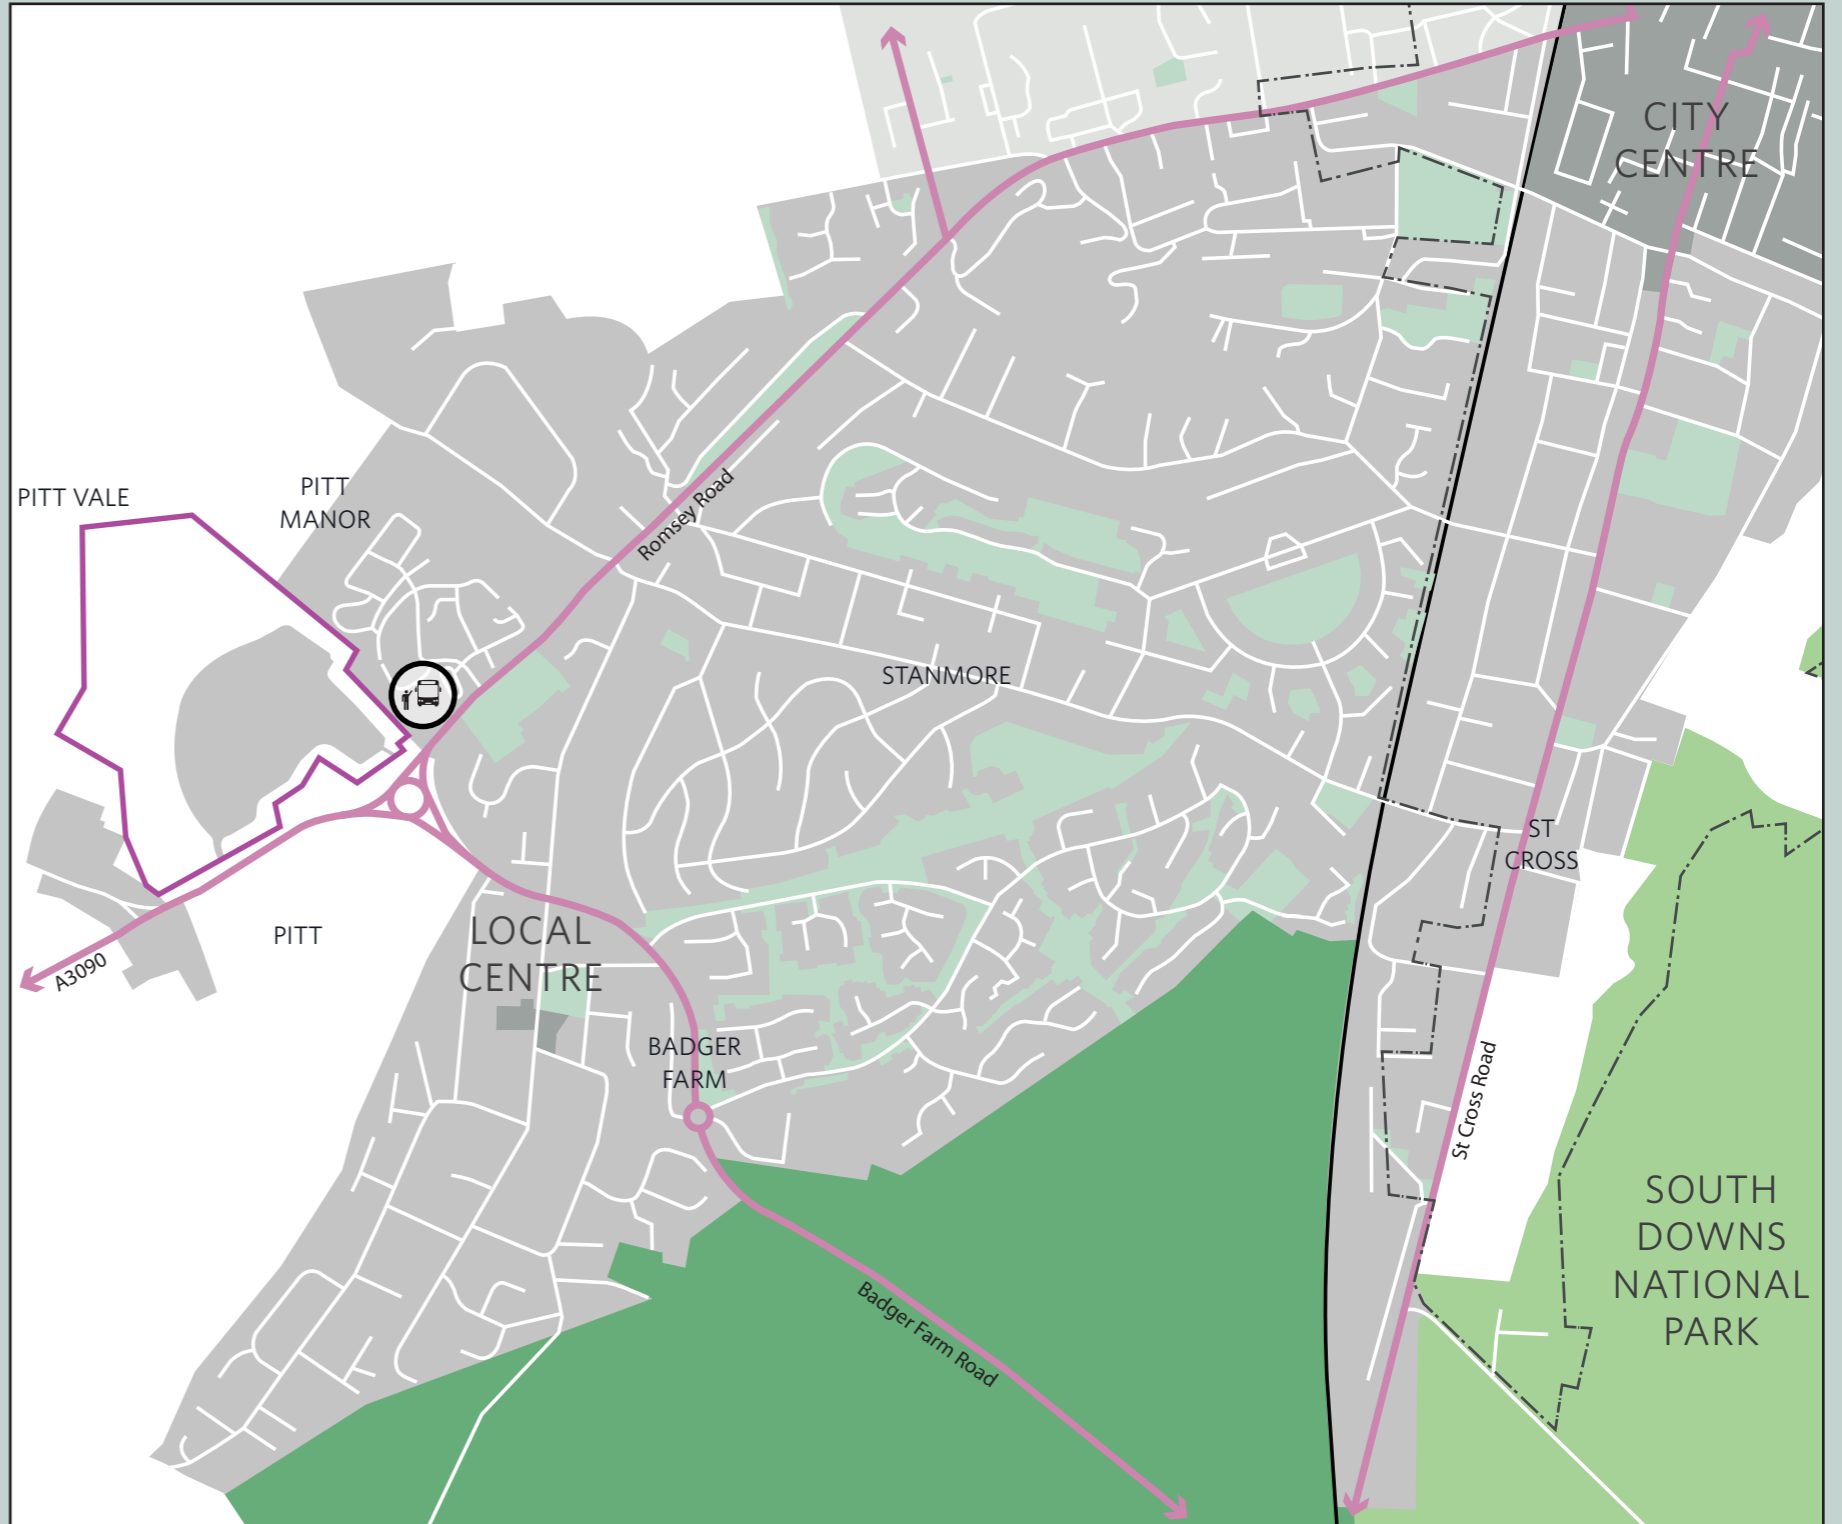 CITY
CENTRE
PITT VALE
PITT
MANOR
Romsey Road
STANMORE
ST
CROSS
PITT
A3090
LOCAL
CENTRE
BADGER
FARM
St Cross Road
SOUTH
DOWNS
NATIONAL
PARK
Badger Farm Road